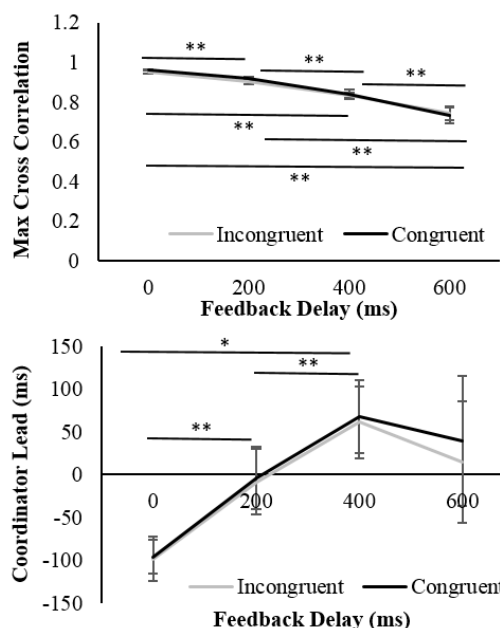 Max Cross Correlation
1.2
1
0.8
0.6
0.4
0.2
0
**
**
**
**
**
**
Incongruent Congruent
0 200 400 600
Feedback Delay (ms)
Coordinator Lead (ms)
150
100
50
0
-50
-100
-150
*
**
**
0 200 400 600
Incongruent Congruent
Feedback Delay (ms)